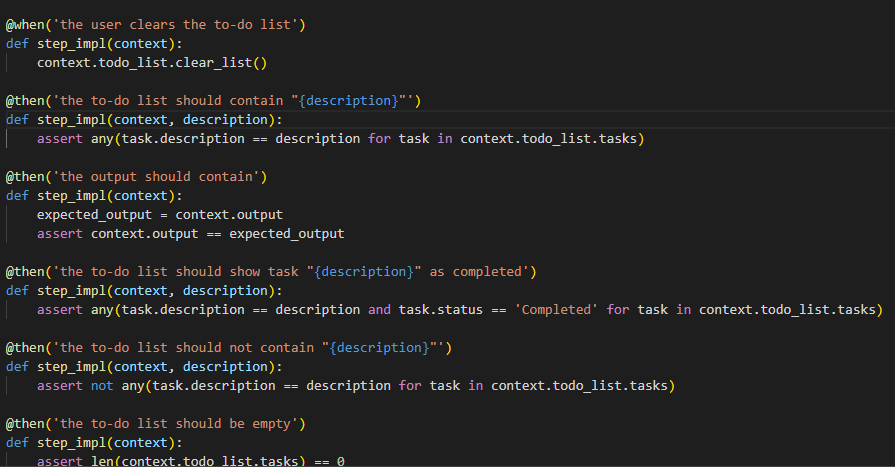 @when('the user clears the to-do list')
def step_impl(context):
    context.todo_list.clear_list()

@then('the to-do list should contain "{description}"')
def step_impl(context, description):
    assert any(task.description == description for task in context.todo_list.tasks)

@then('the output should contain')
def step_impl(context):
    expected_output = context.output
    assert context.output == expected_output

@then('the to-do list should show task "{description}" as completed')
def step_impl(context, description):
    assert any(task.description == description and task.status == 'Completed' for task in context.todo_list.tasks)

@then('the to-do list should not contain "{description}"')
def step_impl(context, description):
    assert not any(task.description == description for task in context.todo_list.tasks)

@then('the to-do list should be empty')
def step_impl(context):
    assert len(context.todo_list.tasks) == 0